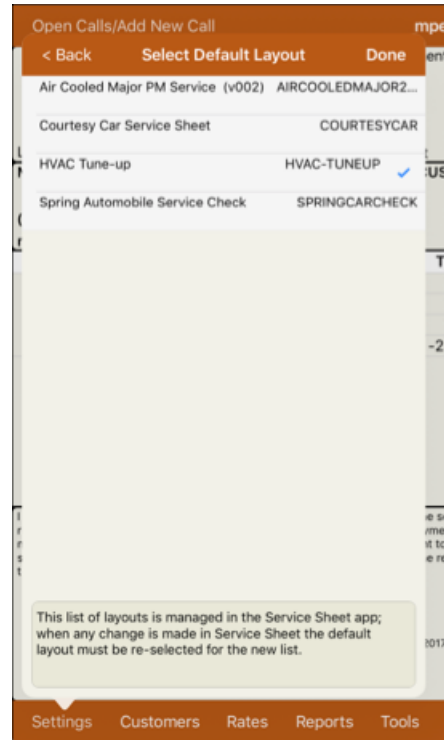 Open Calls/Add New Call mpe
< Back Select Default Layout Done
Air Cooled Major PM Service (v002) AIRCOOLEDMAJOR2...
Courtesy Car Service Sheet COURTESYCAR
HVAC Tune-up HVAC-TUNEUP
Spring Automobile Service Check SPRINGCARCHECK
-2
This list of layouts is managed in the Service Sheet app;
when any change is made in Service Sheet the default
layout must be re-selected for the new list.
2017
Settings Customers Rates Reports Tools